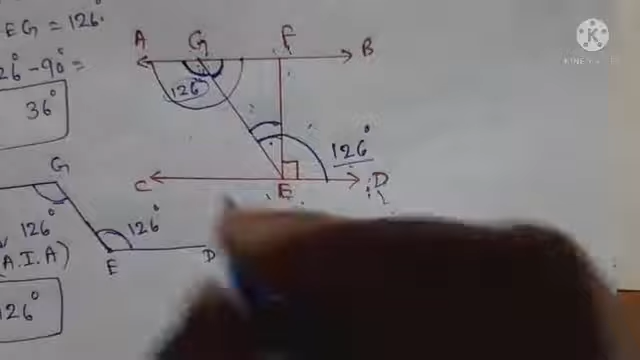 EG = 126°
26° - 90° =
36°
A G F B
126°
126°
C E D
G
126° 126°
(A.I.A)
E D
126°
KINEMASTER